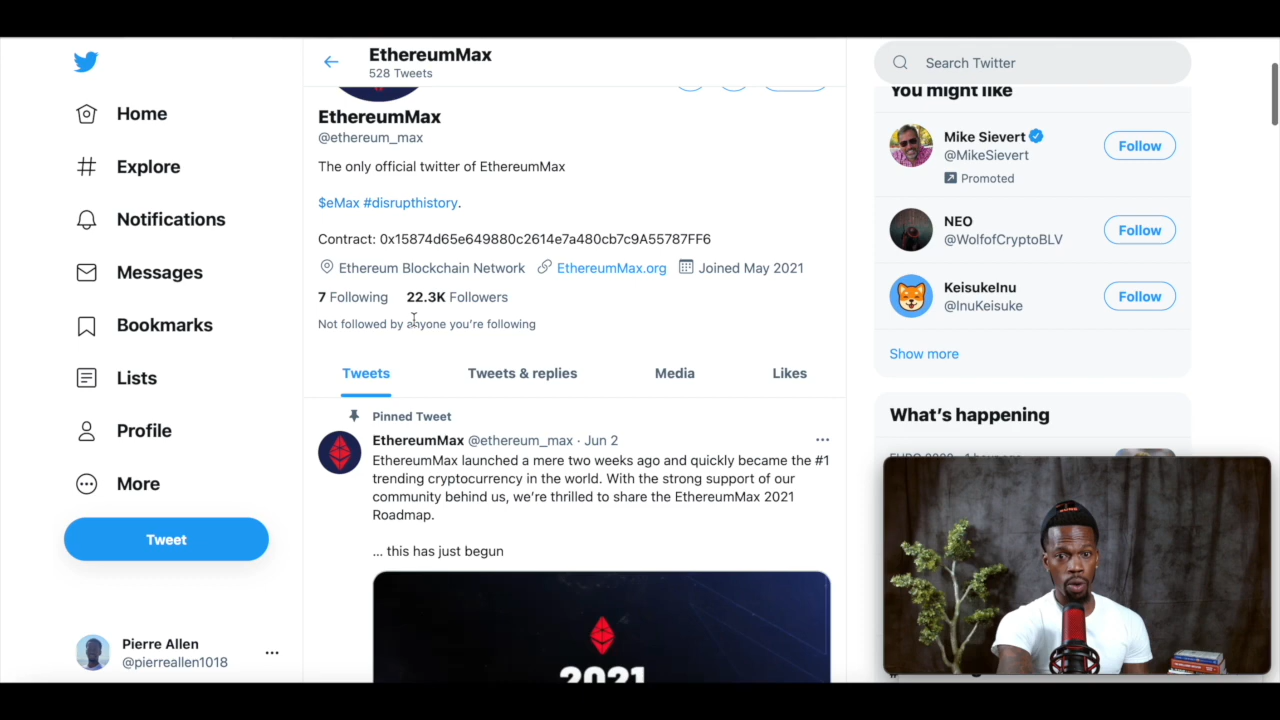 EthereumMax
528 Tweets
Search Twitter
Home
Explore
Notifications
Messages
Bookmarks
Lists
Profile
More
Tweet
Pierre Allen
@pierreallen1018
EthereumMax
@ethereum_max
The only official twitter of EthereumMax
$eMax #disrupthistory.
Contract: 0x15874d65e649880c2614e7a480cb7c9A55787FF6
Ethereum Blockchain Network EthereumMax.org Joined May 2021
7 Following 22.3K Followers
Not followed by anyone you're following
Tweets Tweets & replies Media Likes
Pinned Tweet
EthereumMax @ethereum_max · Jun 2
EthereumMax launched a mere two weeks ago and quickly became the #1
trending cryptocurrency in the world. With the strong support of our
community behind us, we're thrilled to share the EthereumMax 2021
Roadmap.
... this has just begun
2021
You might like
Mike Sievert
@MikeSievert
Promoted
Follow
NEO
@WolfofCryptoBLV
Follow
KeisukeInu
@InuKeisuke
Follow
Show more
What's happening